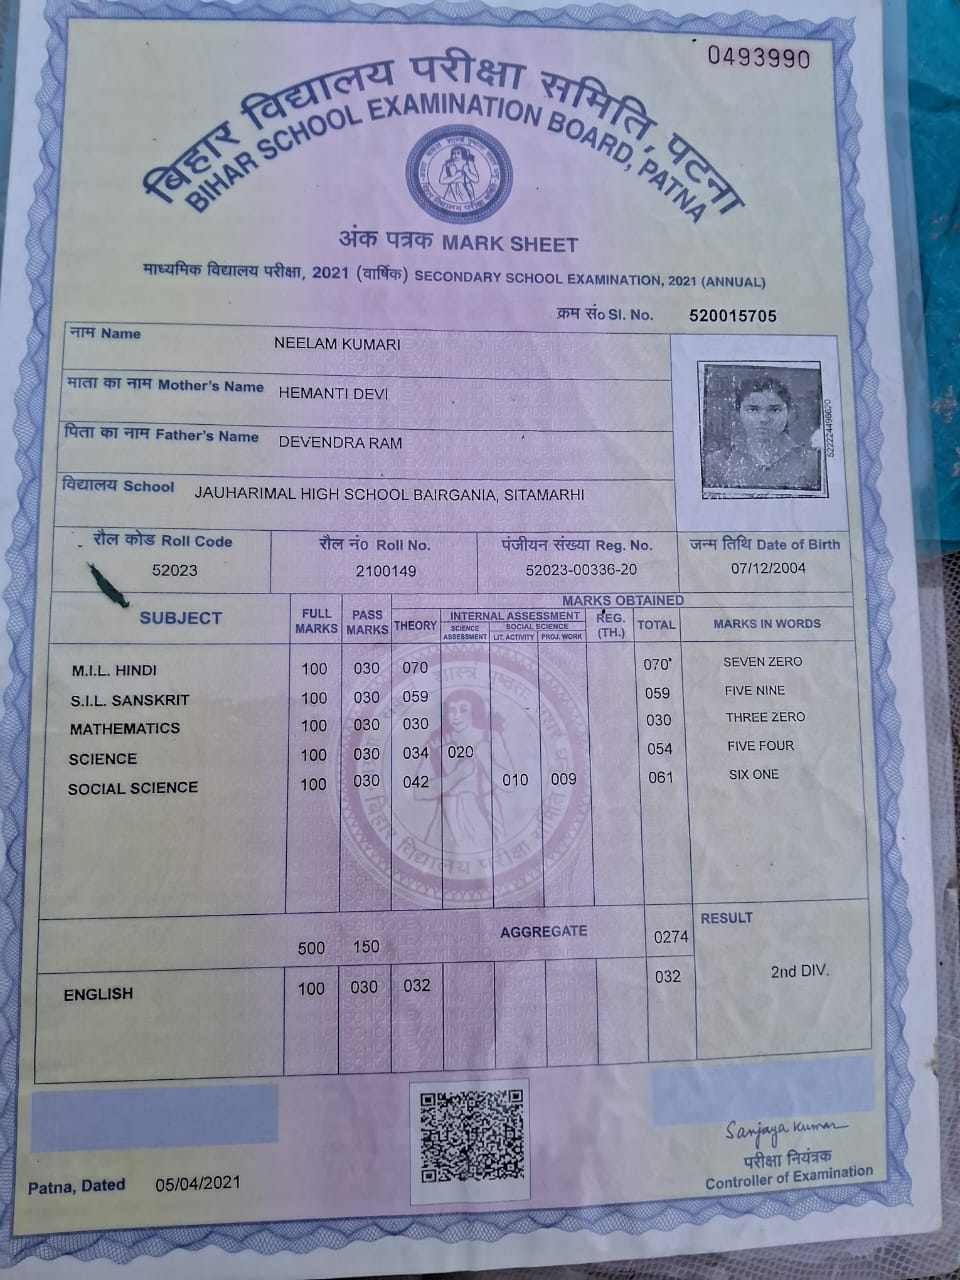 0493990
बिहार विद्यालय परीक्षा समिति, पटना
BIHAR SCHOOL EXAMINATION BOARD, PATNA
अंक पत्रक MARK SHEET
माध्यमिक विद्यालय परीक्षा, 2021 (वार्षिक) SECONDARY SCHOOL EXAMINATION, 2021 (ANNUAL)
क्रम सं० Sl. No. 520015705
नाम Name NEELAM KUMARI
माता का नाम Mother's Name HEMANTI DEVI
पिता का नाम Father's Name DEVENDRA RAM
विद्यालय School JAUHARIMAL HIGH SCHOOL BAIRGANIA, SITAMARHI
रौल कोड Roll Code रौल नं० Roll No. पंजीयन संख्या Reg. No. जन्म तिथि Date of Birth
52023 2100149 52023-00336-20 07/12/2004
MARKS OBTAINED
SUBJECT FULL MARKS PASS MARKS THEORY INTERNAL ASSESSMENT REG. (TH.) TOTAL MARKS IN WORDS
SCIENCE ASSESSMENT SOCIAL SCIENCE LIT. ACTIVITY PROJ. WORK
M.I.L. HINDI 100 030 070 070* SEVEN ZERO
S.I.L. SANSKRIT 100 030 059 059 FIVE NINE
MATHEMATICS 100 030 030 030 THREE ZERO
SCIENCE 100 030 034 020 054 FIVE FOUR
SOCIAL SCIENCE 100 030 042 010 009 061 SIX ONE
500 150 AGGREGATE 0274 RESULT
ENGLISH 100 030 032 032 2nd DIV.
Sanjaya Kumar
परीक्षा नियंत्रक
Controller of Examination
Patna, Dated 05/04/2021